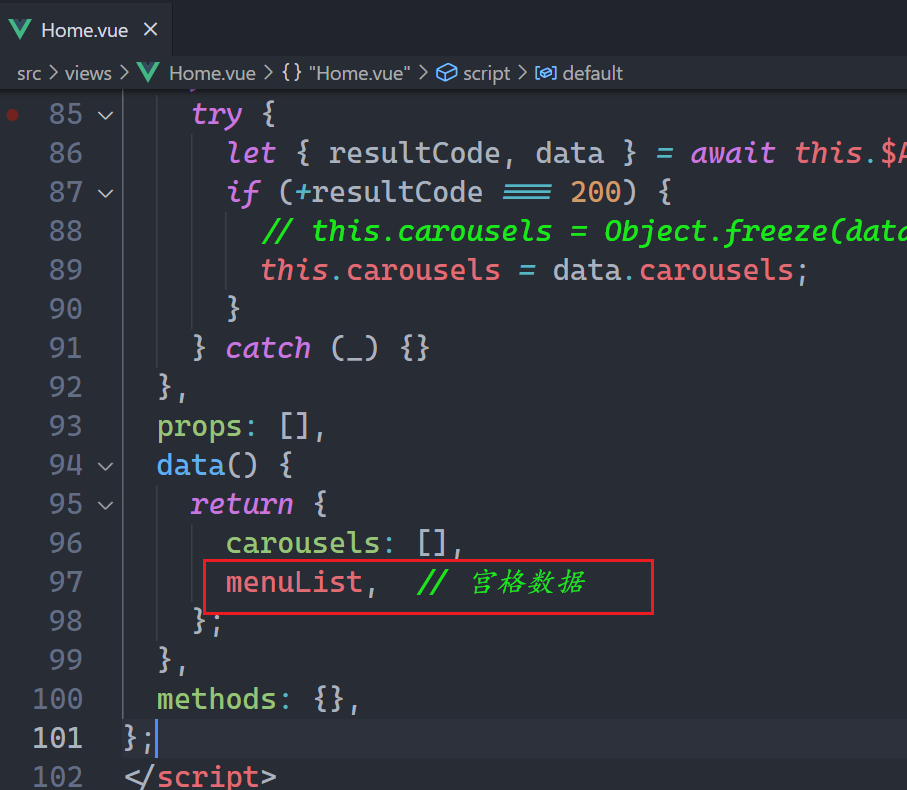 Home.vue
src > views > Home.vue > {} "Home.vue" > script > default
85 try {
86 let { resultCode, data } = await this.$A
87 if (+resultCode === 200) {
88 // this.carousels = Object.freeze(data
89 this.carousels = data.carousels;
90 }
91 } catch (_) {}
92 },
93 props: [],
94 data() {
95 return {
96 carousels: [],
97 menuList, // 宫格数据
98 };
99 },
100 methods: {},
101 };
102 </script>